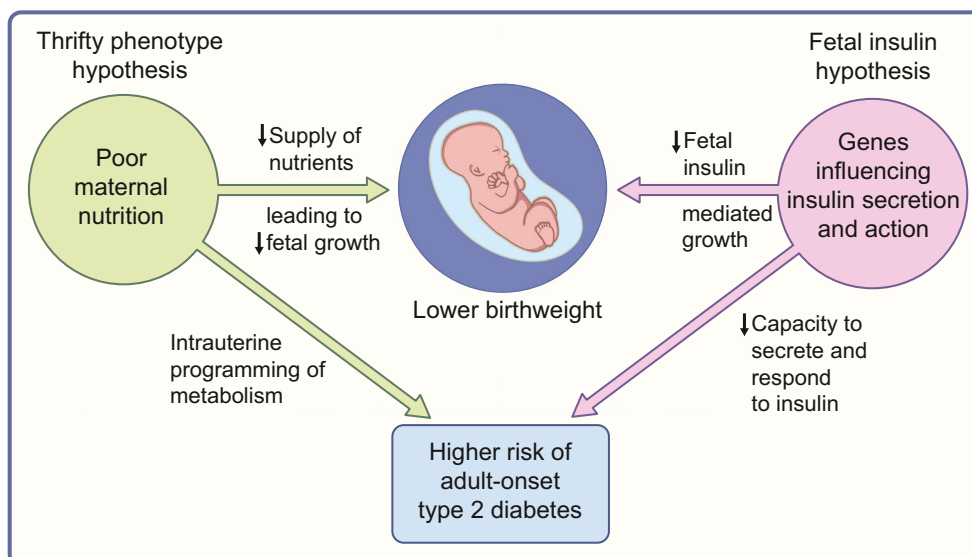 Thrifty phenotype
hypothesis
Poor
maternal
nutrition
↓Supply of
nutrients
leading to
↓fetal growth
Lower birthweight
Fetal insulin
hypothesis
Genes
influencing
insulin secretion
and action
↓Fetal
insulin
mediated
growth
Intrauterine
programming of
metabolism
↓Capacity to
secrete and
respond
to insulin
Higher risk of
adult-onset
type 2 diabetes